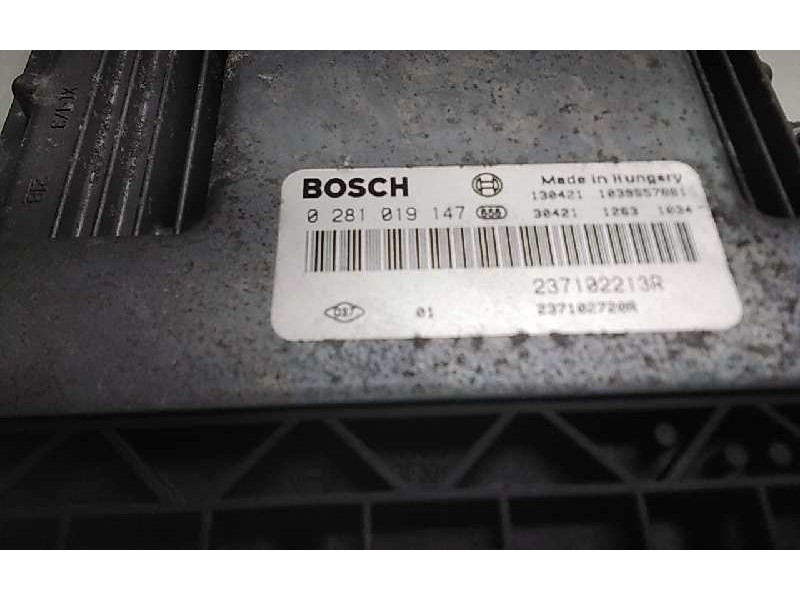 BOSCH Made in Hungary
130421 1039S57881
0 281 019 147 30421 1263 1034
237102213R
01 237102720R